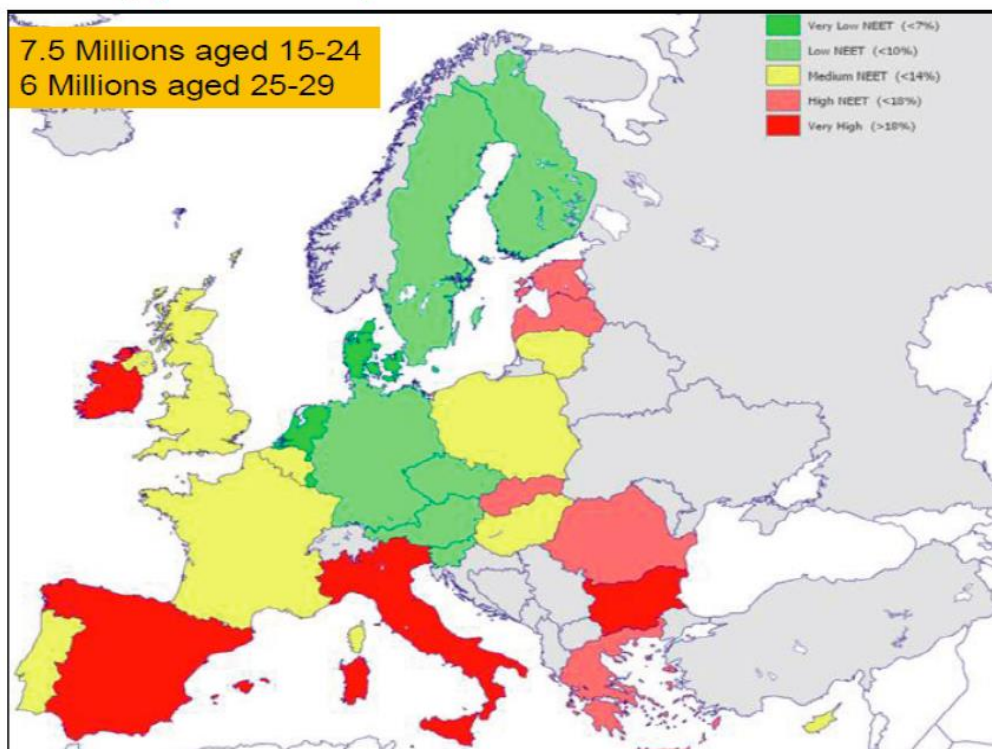 7.5 Millions aged 15-24
6 Millions aged 25-29
Very Low NEET (<7%)
Low NEET (<10%)
Medium NEET (<14%)
High NEET (<18%)
Very High (>18%)